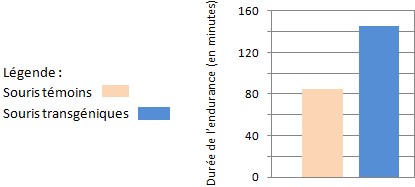 Légende :
Souris témoins
Souris transgéniques
Durée de l'endurance (en minutes)
160
120
80
40
0